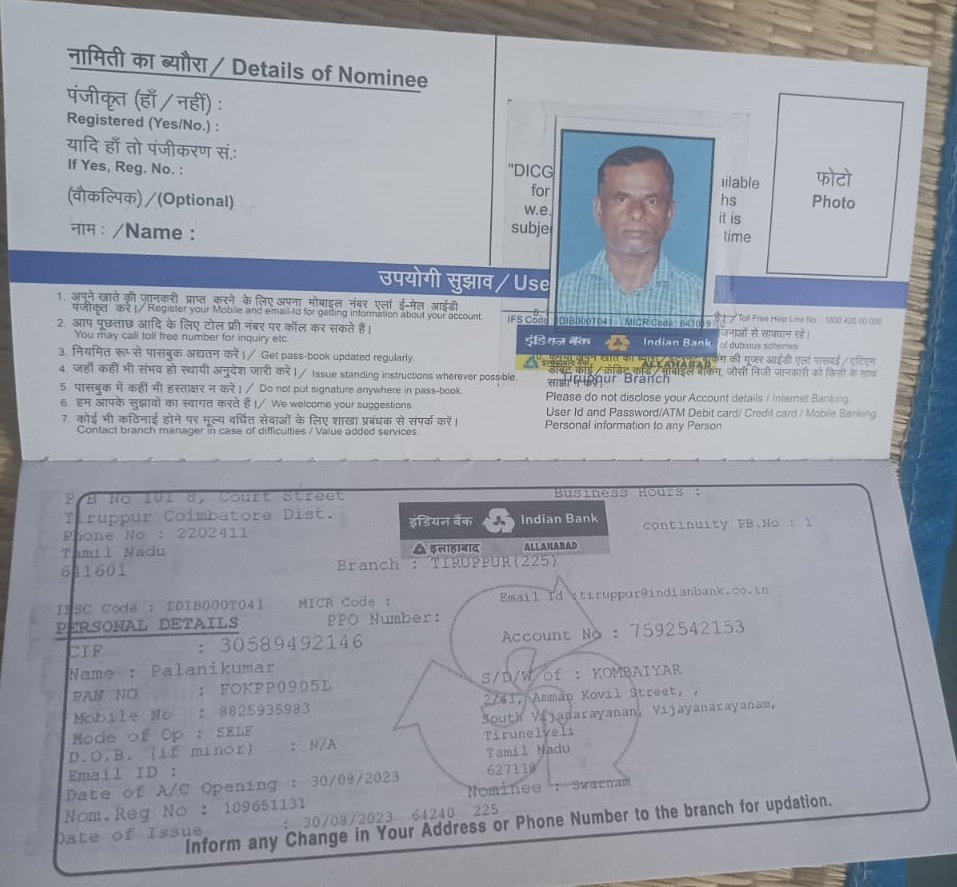 नामिती का ब्यौरा / Details of Nominee
पंजीकृत (हाँ / नहीं) :
Registered (Yes/No.) :
यादि हाँ तो पंजीकरण सं.:
If Yes, Reg. No. :
(वौकल्पिक) / (Optional)
नाम : /Name :
"DICG
for
w.e.
subje
ilable
hs
it is
time
फोटो
Photo
उपयोगी सुझाव / Use
1. अपने खाते की जानकरी प्राप्त करने के लिए अपना मोबाइल नंबर एलां ई-मेल आईडी
पंजीकृत करें।/ Register your Mobile and email-Id for getting information about your account.
2. आप पूछताछ आदि के लिए टोल फ्री नंबर पर कॉल कर सकते हैं।
You may call toll free number for inquiry etc.
3. नियमित रूप से पासबुक अद्यतन करें।/ Get pass-book updated regularly.
4. जहाँ कहीं भी संभव हो स्थायी अनुदेश जारी करें।/ Issue standing instructions wherever possible.
5. पासबुक में कहीं भी हस्ताक्षर न करें।/ Do not put signature anywhere in pass-book.
6. हम आपके सुझावों का स्वागत करते हैं।/ We welcome your suggestions.
7. कोई भी कठिनाई होने पर मूल्य वर्धित सेवाओं के लिए शाखा प्रबंधक से संपर्क करें।
Contact branch manager in case of difficulties / Value added services.
8.
है। / Toll Free Help Line No.: 1800 425 00 000
IFS Code : IDIB000T041 MICR Code : 641019
जनाओं से सावधान रहें।
इंडियन बैंक Indian Bank of dubious schemes
इलाहाबाद ALLAHABAD
की यूजर आईडी एलां पासवर्ड/एटिएम
डेबिट कार्ड / क्रेडिट कार्ड / मोबाइल बैंकिंग, जौसी निजी जानकारी को किसी के साथ
साझा न करें।
Tiruppur Branch
Please do not disclose your Account details / Internet Banking.
User Id and Password/ATM Debit card/ Credit card / Mobile Banking
Personal information to any Person
P B No 101 8, Court Street
Business Hours :
Tiruppur Coimbatore Dist.
इंडियन बैंक Indian Bank
continuity PB.No : 1
Phone No : 2202411
इलाहाबाद ALLAHABAD
Tamil Nadu
Branch : TIRUPPUR(225)
611601
Email Id :tiruppur@indianbank.co.in
IFSC Code : IDIB000T041 MICR Code :
PERSONAL DETAILS PPO Number:
Account No : 7592542153
CIF : 30589492146
Name : Palanikumar
S/D/W of : KOMBAIYAR
PAN NO : FOKPP0905L
2/41, Amman Kovil Street, ,
Mobile No : 8825935983
South Vijanarayanan, Vijayanarayanam,
Mode of Op : SELF
Tirunelveli
D.O.B. (if minor) : N/A
Tamil Nadu
Email ID :
627118
Date of A/C Opening : 30/08/2023
Nominee : Swarnam
Nom.Reg No : 109651131
Date of Issue : 30/08/2023 64240 225
Inform any Change in Your Address or Phone Number to the branch for updation.